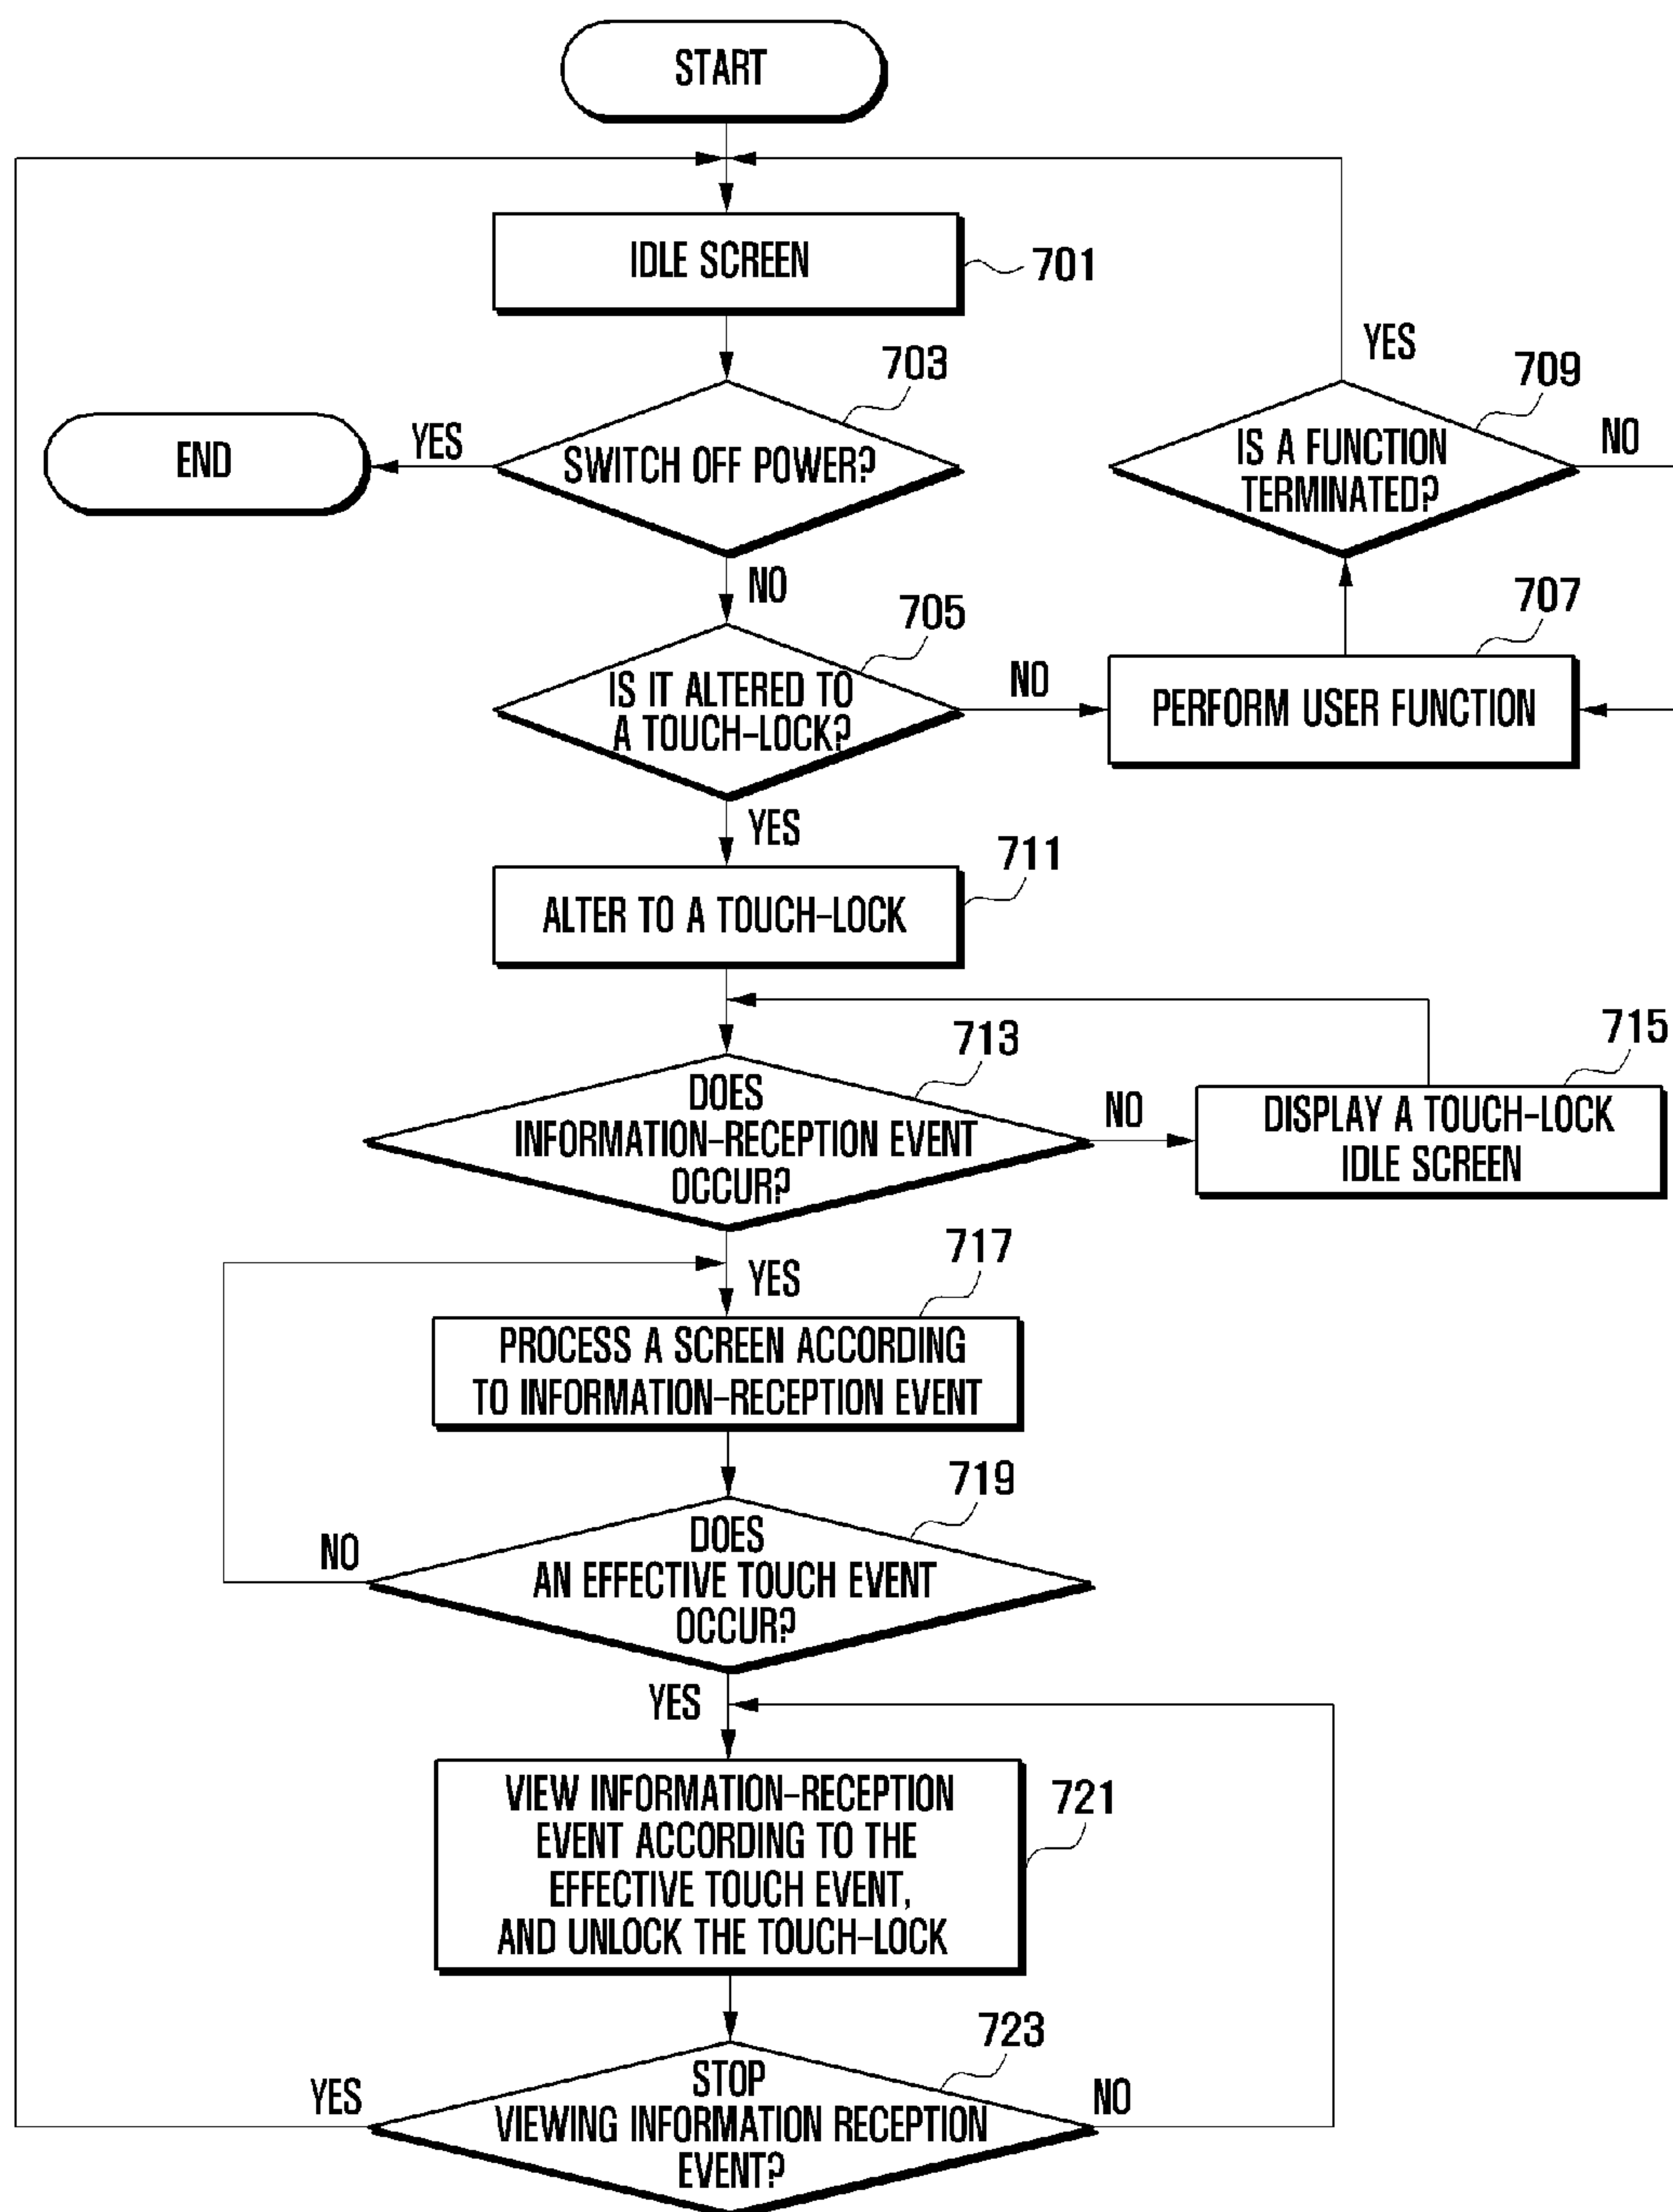 START
IDLE SCREEN
701
703
SWITCH OFF POWER?
YES
END
NO
705
IS IT ALTERED TO
A TOUCH-LOCK?
NO
707
PERFORM USER FUNCTION
709
IS A FUNCTION
TERMINATED?
YES
NO
YES
711
ALTER TO A TOUCH-LOCK
713
DOES
INFORMATION-RECEPTION EVENT
OCCUR?
NO
715
DISPLAY A TOUCH-LOCK
IDLE SCREEN
YES
717
PROCESS A SCREEN ACCORDING
TO INFORMATION-RECEPTION EVENT
719
DOES
AN EFFECTIVE TOUCH EVENT
OCCUR?
NO
YES
721
VIEW INFORMATION-RECEPTION
EVENT ACCORDING TO THE
EFFECTIVE TOUCH EVENT,
AND UNLOCK THE TOUCH-LOCK
723
STOP
VIEWING INFORMATION RECEPTION
EVENT?
YES
NO